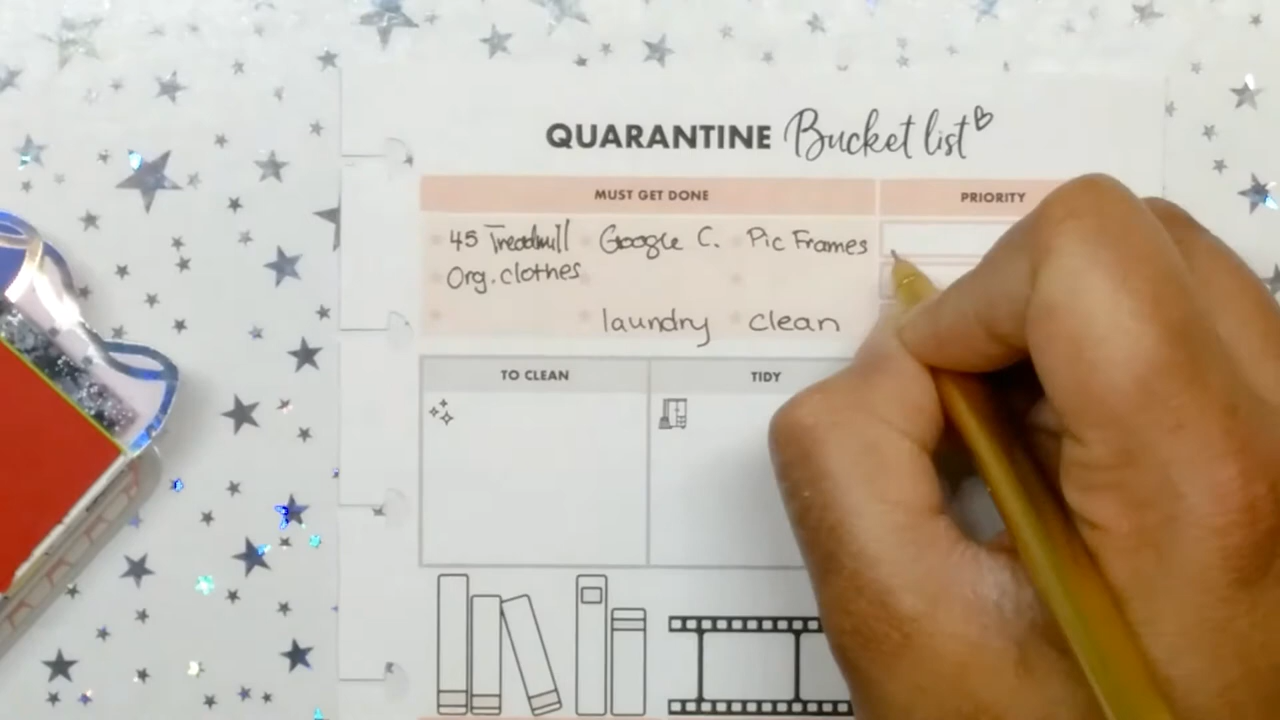 QUARANTINE Bucket list
MUST GET DONE PRIORITY
45 Treadmill Google C. Pic Frames
Org. clothes
laundry clean
TO CLEAN TIDY